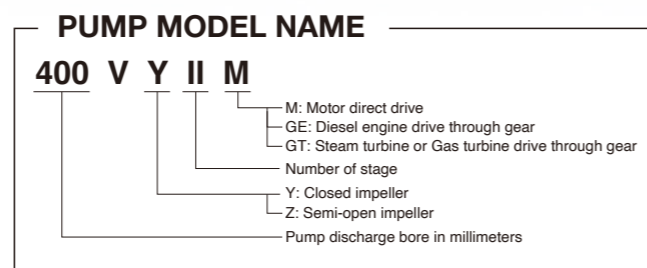 PUMP MODEL NAME
400 V Y II M
M: Motor direct drive
GE: Diesel engine drive through gear
GT: Steam turbine or Gas turbine drive through gear
Number of stage
Y: Closed impeller
Z: Semi-open impeller
Pump discharge bore in millimeters